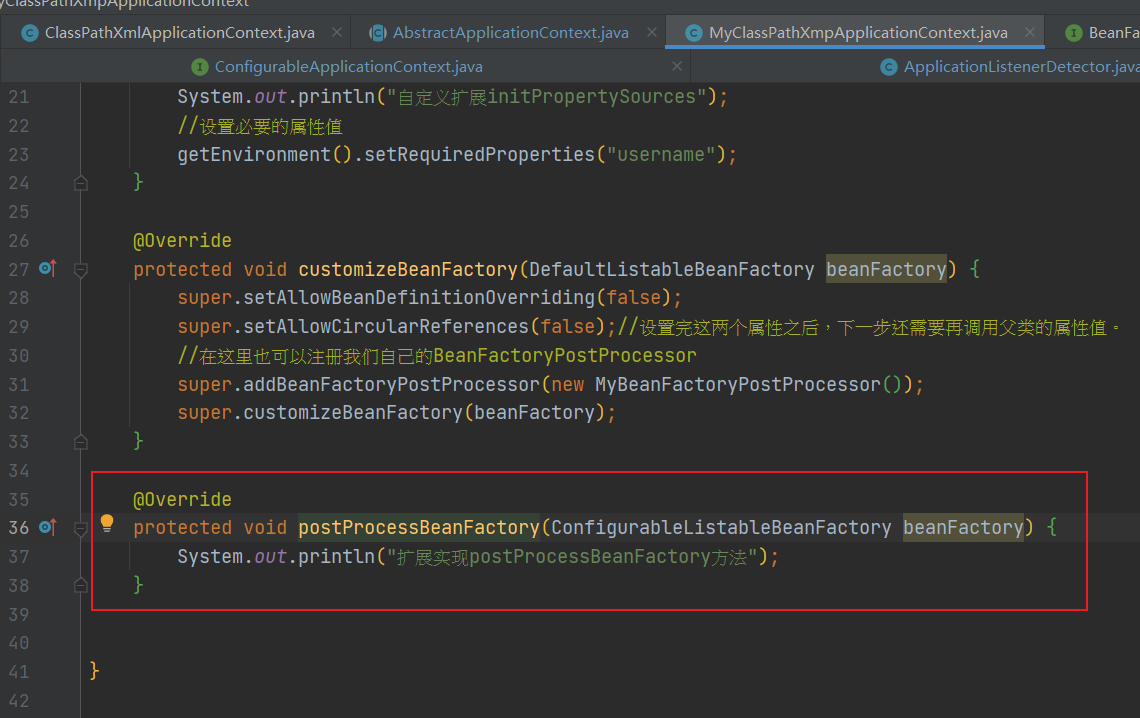 yClassPathXmpApplicationContext
ClassPathXmlApplicationContext.java AbstractApplicationContext.java MyClassPathXmpApplicationContext.java BeanFa
ConfigurableApplicationContext.java ApplicationListenerDetector.java
21 System.out.println("自定义扩展initPropertySources");
22 //设置必要的属性值
23 getEnvironment().setRequiredProperties("username");
24 }
25
26 @Override
27 protected void customizeBeanFactory(DefaultListableBeanFactory beanFactory) {
28 super.setAllowBeanDefinitionOverriding(false);
29 super.setAllowCircularReferences(false);//设置完这两个属性之后，下一步还需要再调用父类的属性值。
30 //在这里也可以注册我们自己的BeanFactoryPostProcessor
31 super.addBeanFactoryPostProcessor(new MyBeanFactoryPostProcessor());
32 super.customizeBeanFactory(beanFactory);
33 }
34
35 @Override
36 protected void postProcessBeanFactory(ConfigurableListableBeanFactory beanFactory) {
37 System.out.println("扩展实现postProcessBeanFactory方法");
38 }
39
40
41 }
42